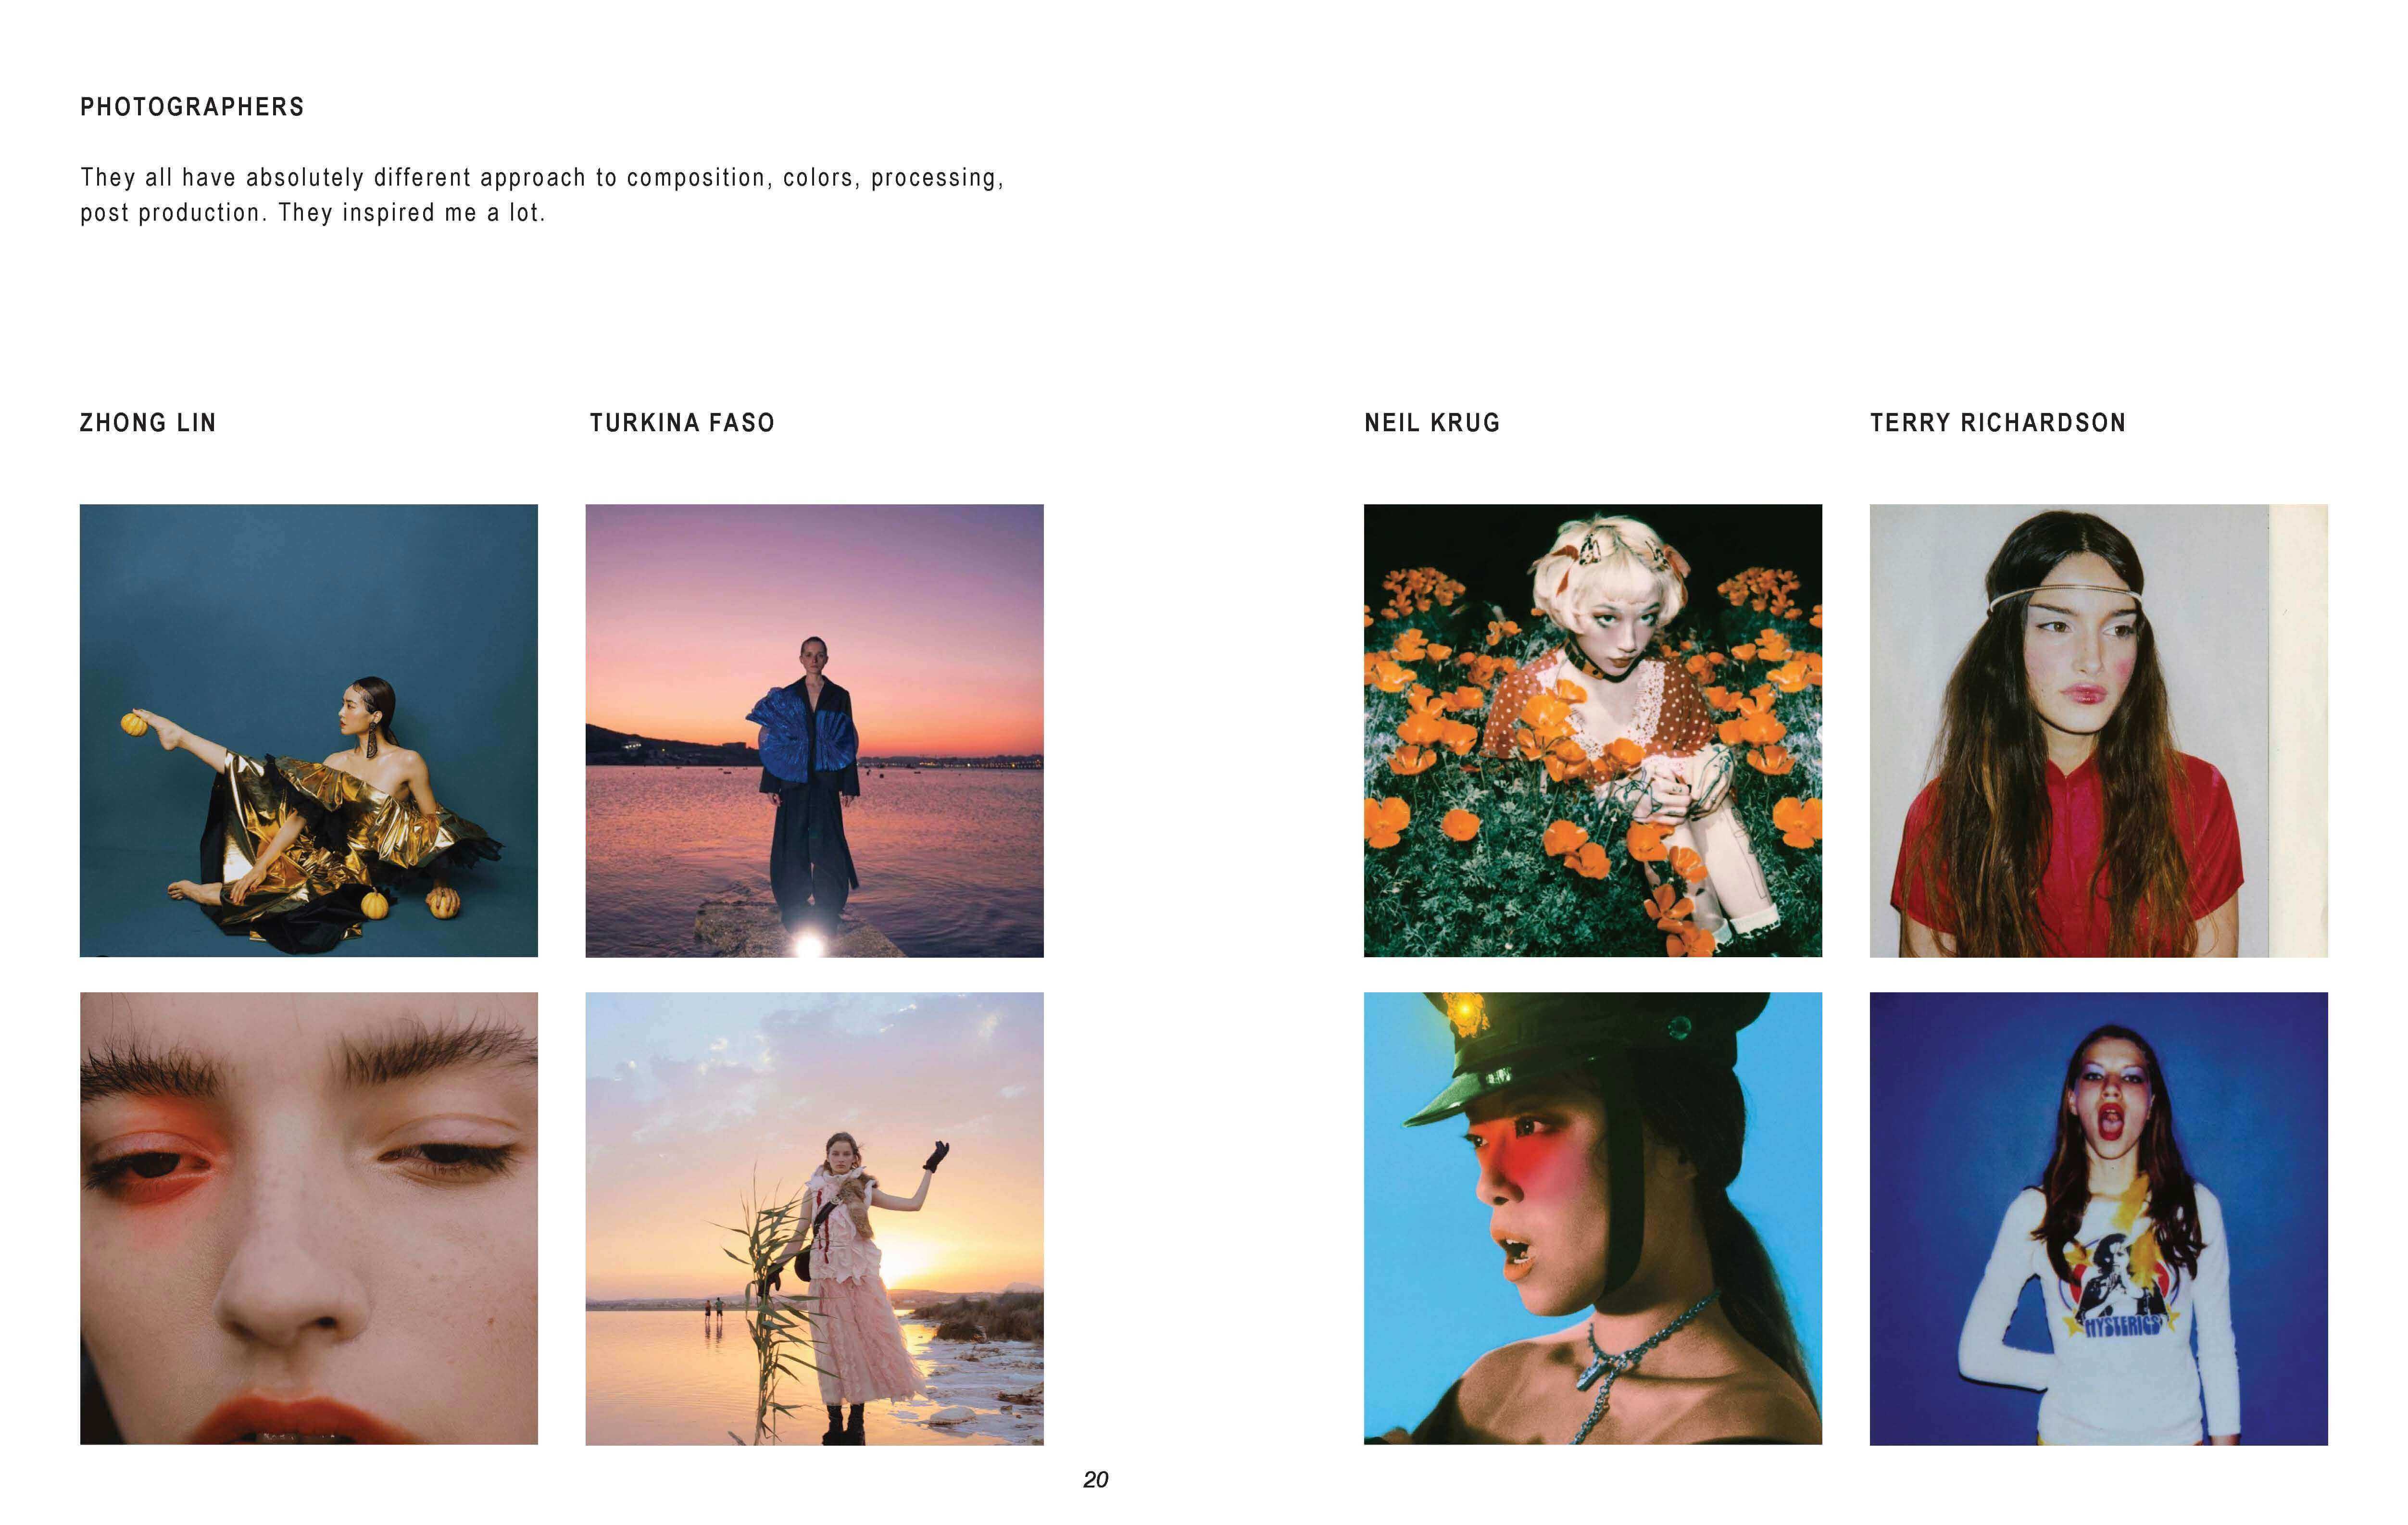 PHOTOGRAPHERS
They all have absolutely different approach to composition, colors, processing,
post production. They inspired me a lot.
ZHONG LIN
TURKINA FASO
NEIL KRUG
TERRY RICHARDSON
HYSTERICS
20